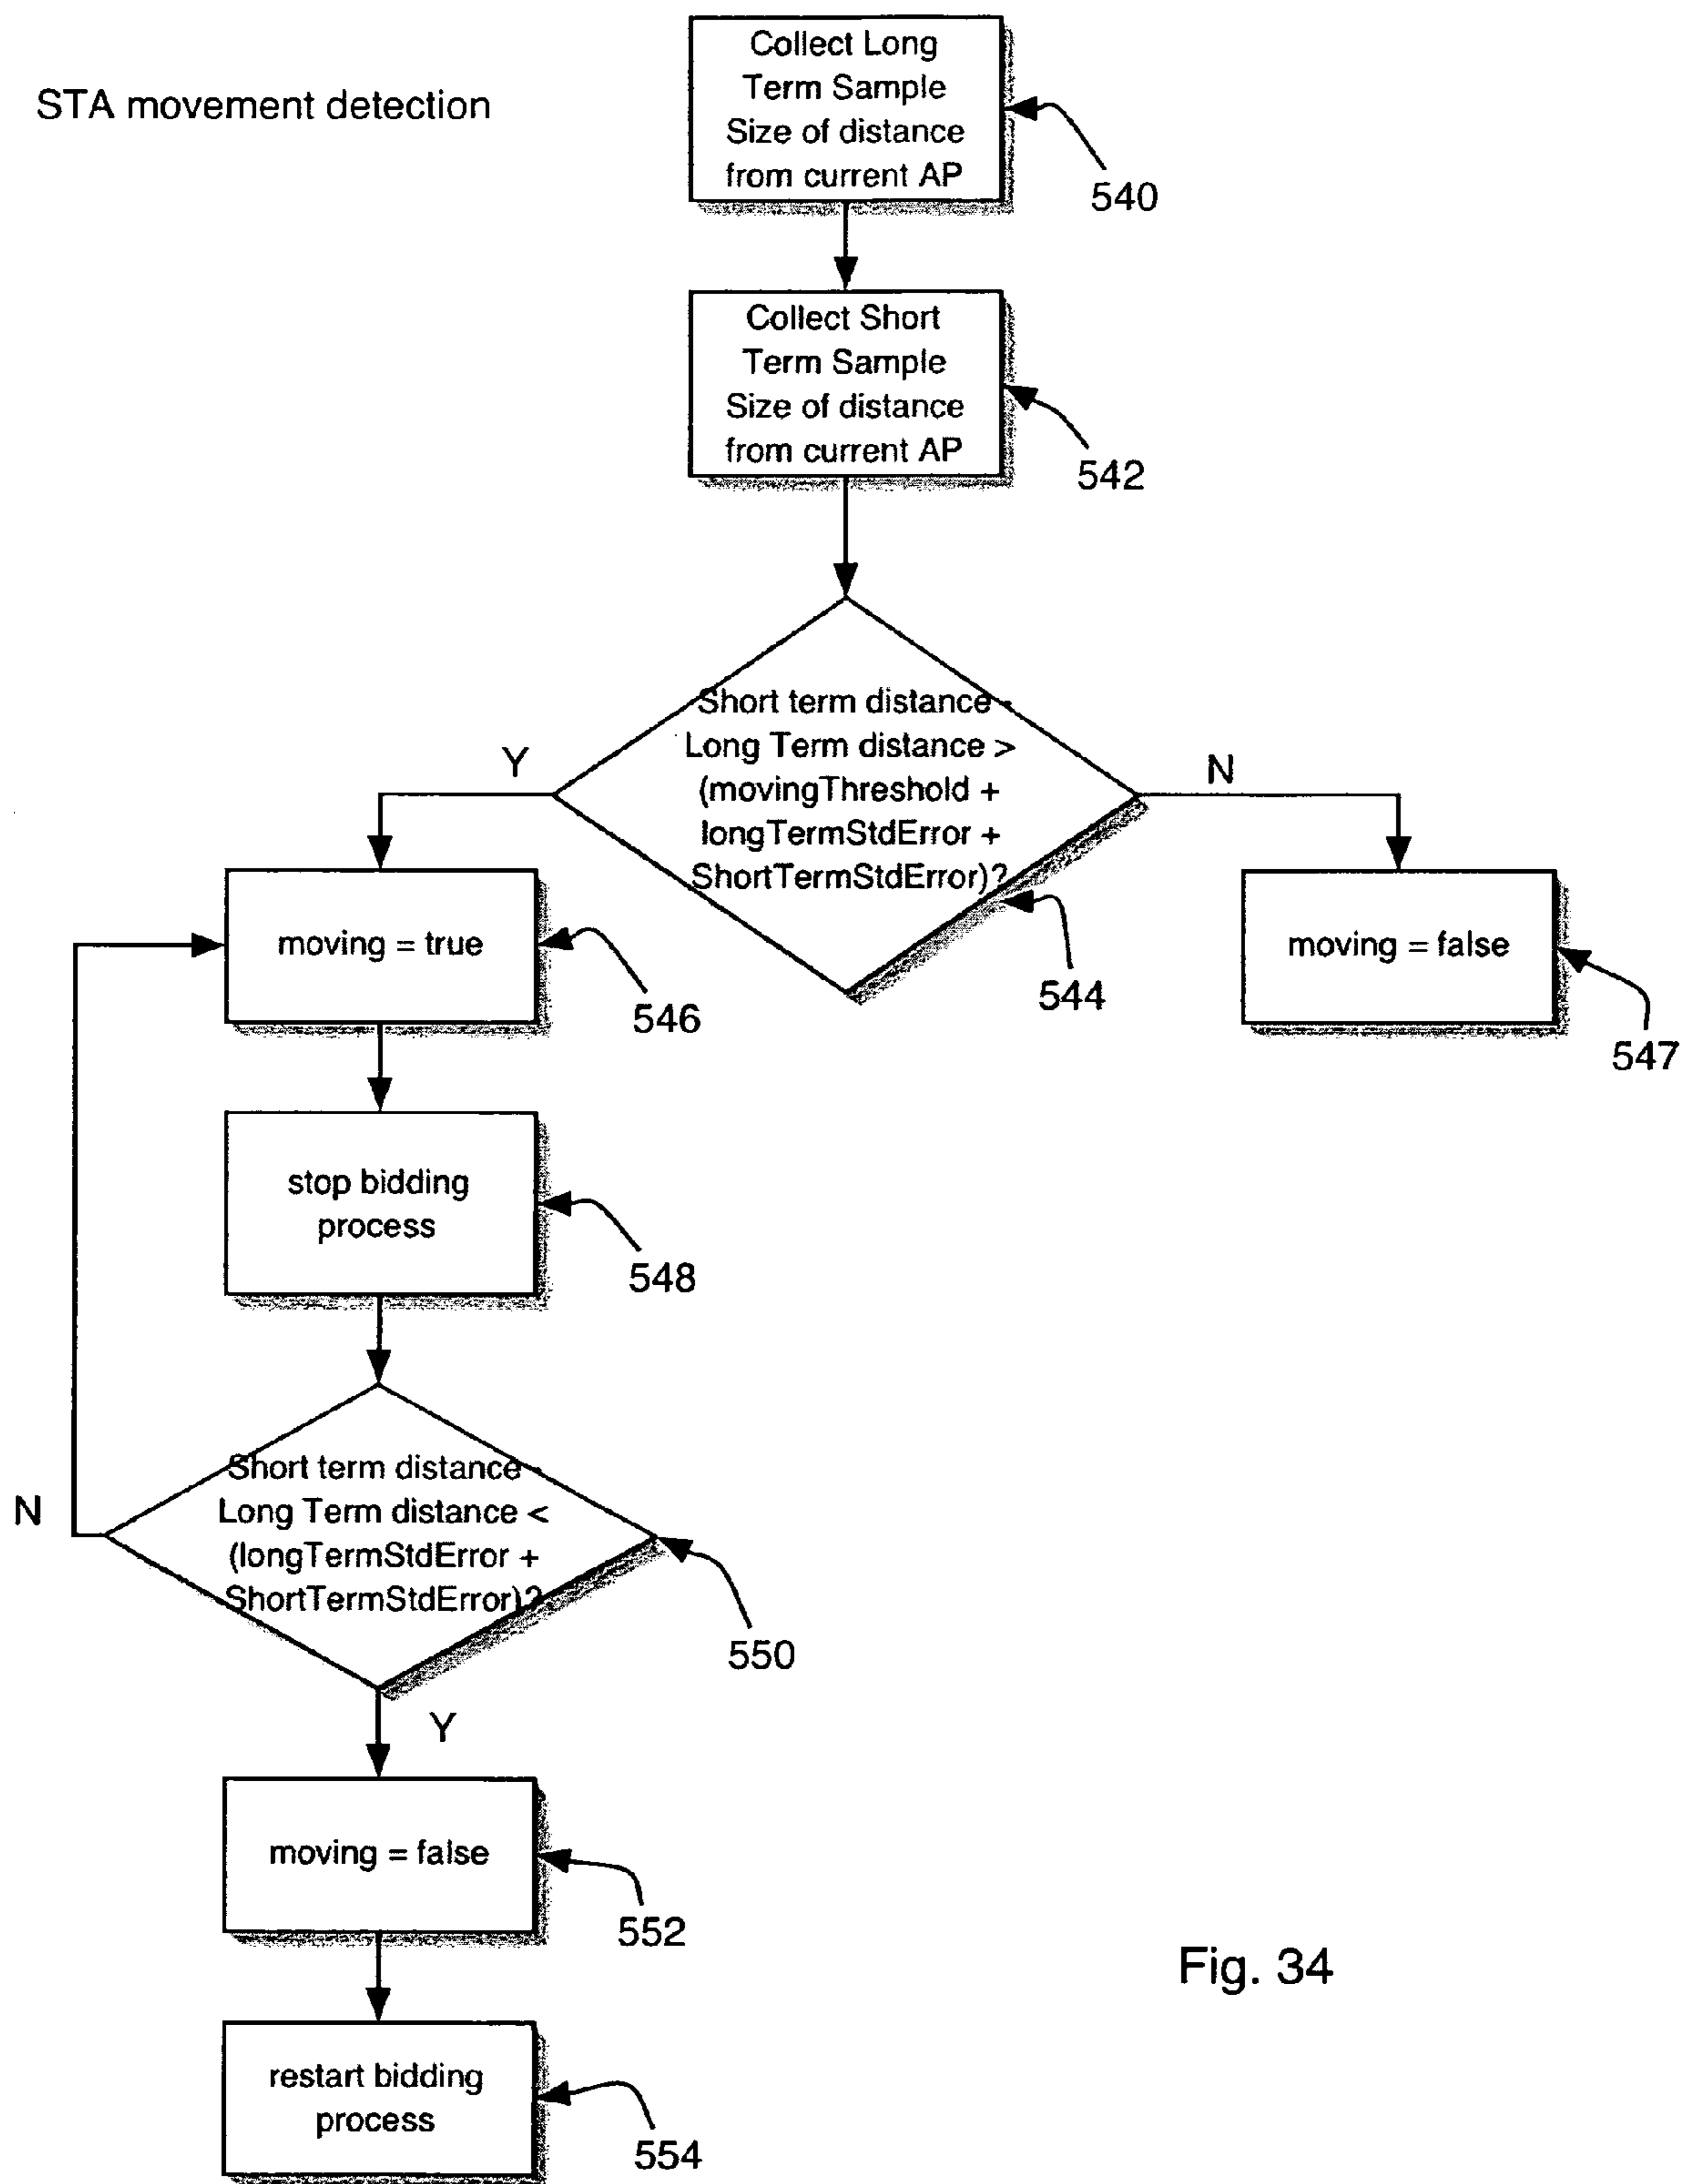 STA movement detection
Collect Long
Term Sample
Size of distance
from current AP
540
Collect Short
Term Sample
Size of distance
from current AP
542
Short term distance -
Long Term distance >
(movingThreshold +
longTermStdError +
ShortTermStdError)?
544
Y
N
moving = true
546
moving = false
547
stop bidding
process
548
Short term distance -
Long Term distance <
(longTermStdError +
ShortTermStdError)?
550
N
Y
moving = false
552
restart bidding
process
554
Fig. 34